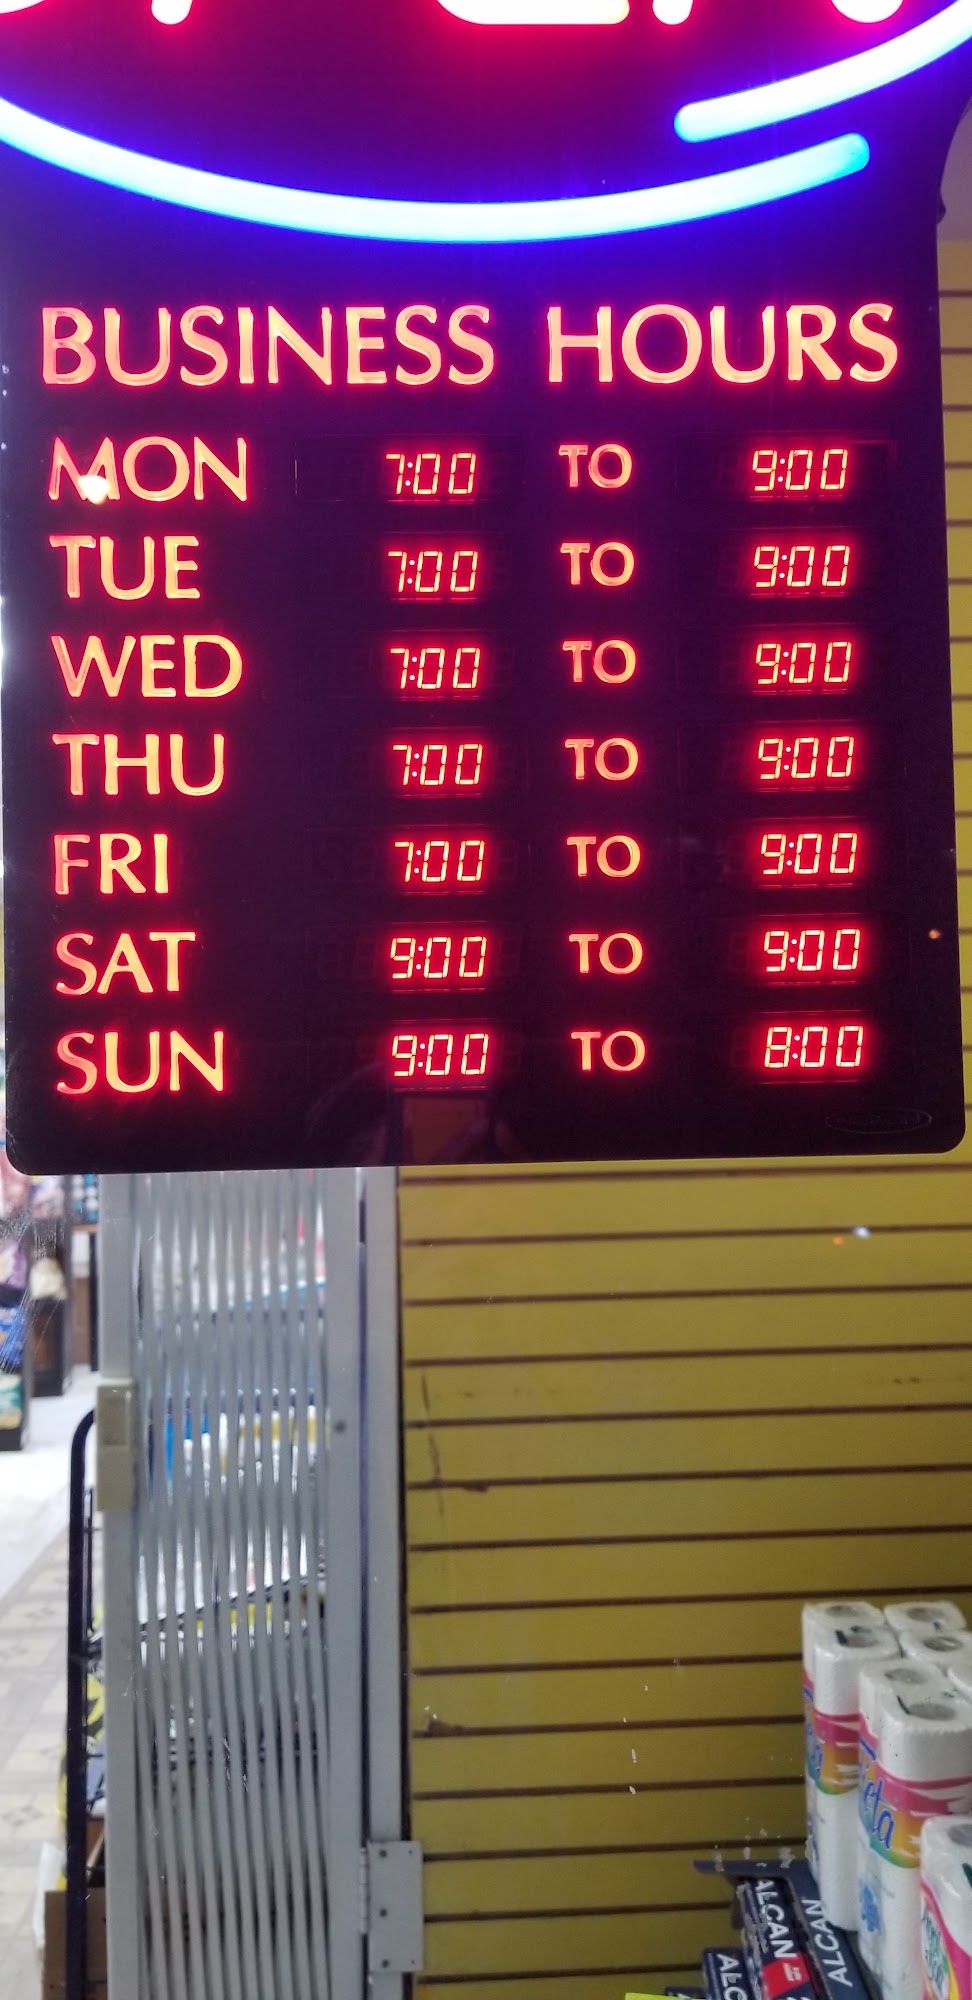 BUSINESS HOURS
MON 7:00 TO 9:00
TUE 7:00 TO 9:00
WED 7:00 TO 9:00
THU 7:00 TO 9:00
FRI 7:00 TO 9:00
SAT 9:00 TO 9:00
SUN 9:00 TO 8:00
ALCAN
ALCAN